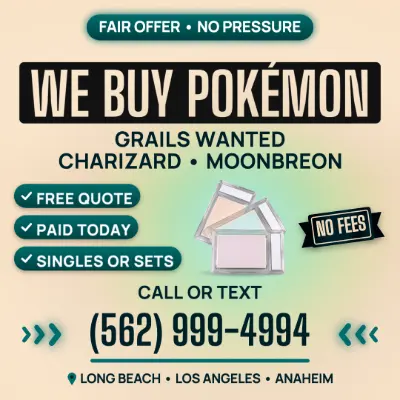 FAIR OFFER • NO PRESSURE
WE BUY POKÉMON
GRAILS WANTED
CHARIZARD • MOONBREON
FREE QUOTE
PAID TODAY
SINGLES OR SETS
NO FEES
CALL OR TEXT
(562) 999-4994
LONG BEACH • LOS ANGELES • ANAHEIM